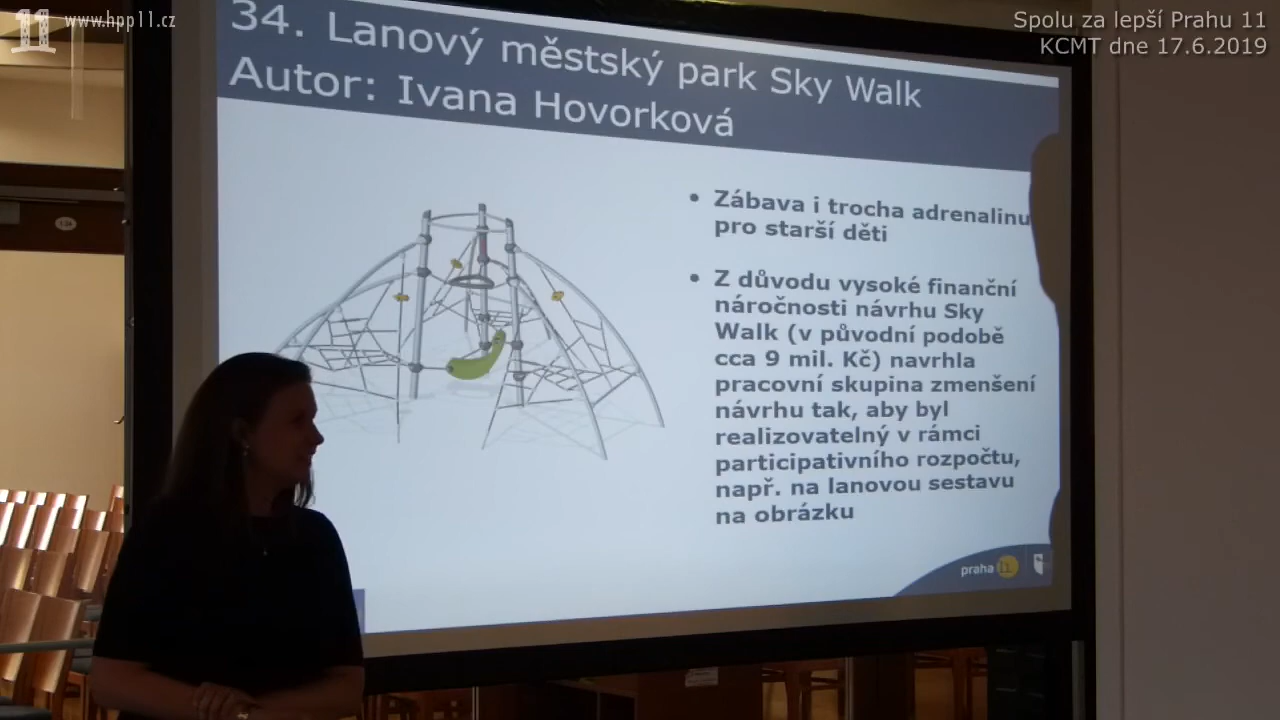 11 www.hpp11.cz
Spolu za lepší Prahu 11
KCMT dne 17.6.2019
34. Lanový městský park Sky Walk
Autor: Ivana Hovorková
• Zábava i trocha adrenalinu
pro starší děti
• Z důvodu vysoké finanční
náročnosti návrhu Sky
Walk (v původní podobě
cca 9 mil. Kč) navrhla
pracovní skupina zmenšení
návrhu tak, aby byl
realizovatelný v rámci
participativního rozpočtu,
např. na lanovou sestavu
na obrázku
praha 11